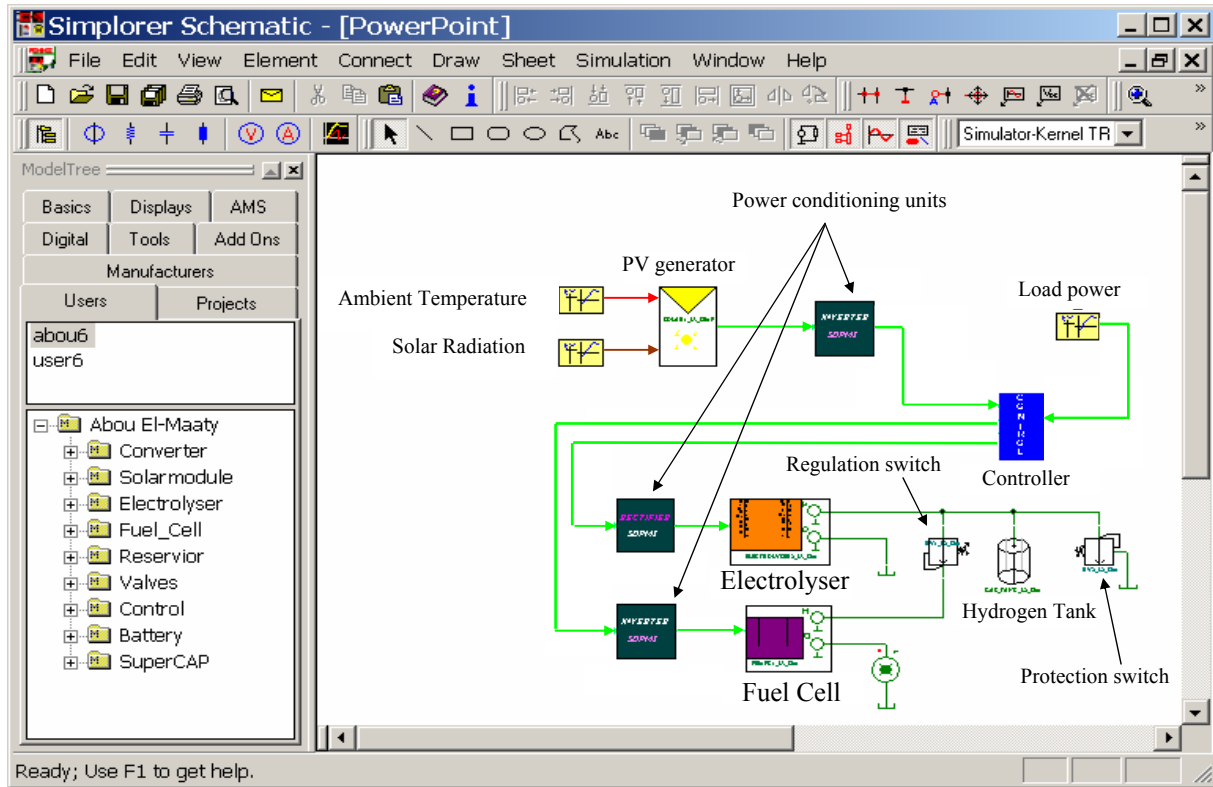 Simplorer Schematic - [PowerPoint]
File Edit View Element Connect Draw Sheet Simulation Window Help
Abc
Simulator-Kernel TR
ModelTree
Basics Displays AMS
Digital Tools Add Ons
Manufacturers
Users Projects
abou6
user6
Abou El-Maaty
Converter
Solarmodule
Electrolyser
Fuel_Cell
Reservior
Valves
Control
Battery
SuperCAP
Power conditioning units
PV generator
Ambient Temperature
Solar Radiation
Load power
Controller
Regulation switch
RECTIFIER
Electrolyser
Hydrogen Tank
Protection switch
Fuel Cell
Ready; Use F1 to get help.